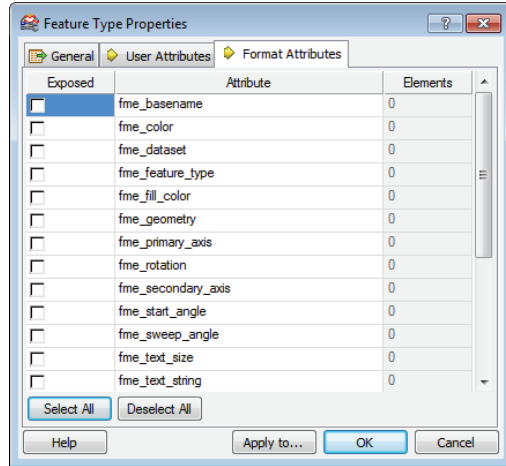 Feature Type Properties
General User Attributes Format Attributes
Exposed Attribute Elements
fme_basename 0
fme_color 0
fme_dataset 0
fme_feature_type 0
fme_fill_color 0
fme_geometry 0
fme_primary_axis 0
fme_rotation 0
fme_secondary_axis 0
fme_start_angle 0
fme_sweep_angle 0
fme_text_size 0
fme_text_string 0
Select All Deselect All
Help Apply to... OK Cancel